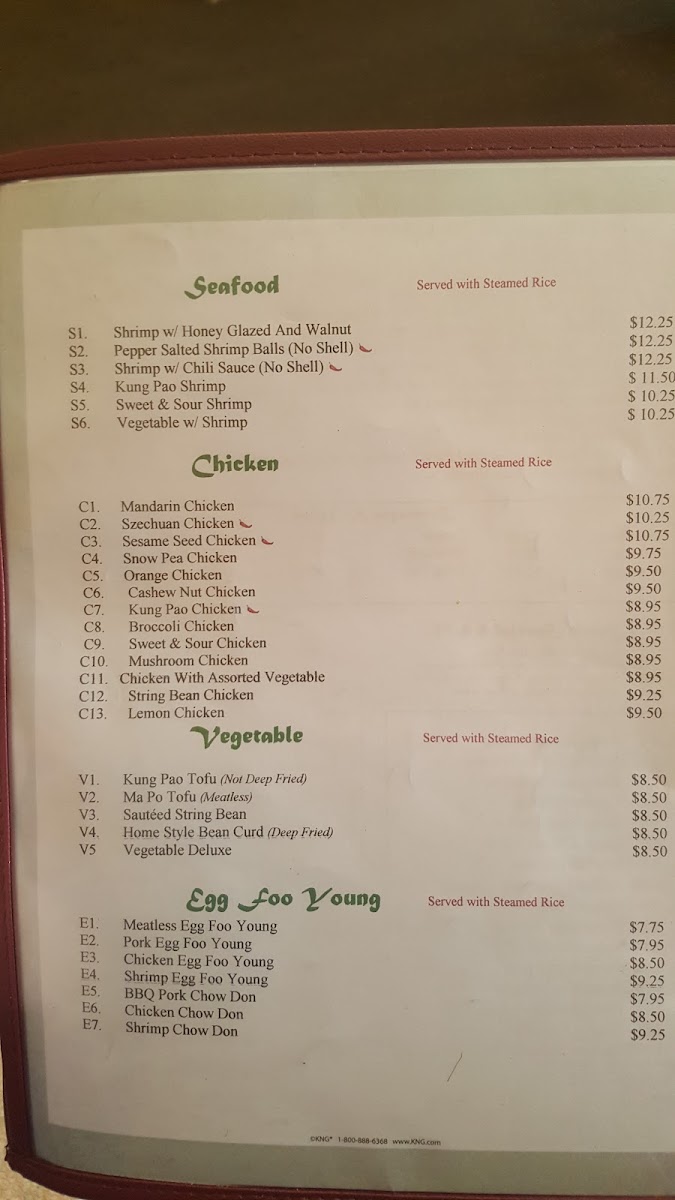 Seafood Served with Steamed Rice
S1. Shrimp w/ Honey Glazed And Walnut $12.25
S2. Pepper Salted Shrimp Balls (No Shell) $12.25
S3. Shrimp w/ Chili Sauce (No Shell) $12.25
S4. Kung Pao Shrimp $ 11.50
S5. Sweet & Sour Shrimp $ 10.25
S6. Vegetable w/ Shrimp $ 10.25
Chicken Served with Steamed Rice
C1. Mandarin Chicken $10.75
C2. Szechuan Chicken $10.25
C3. Sesame Seed Chicken $10.75
C4. Snow Pea Chicken $9.75
C5. Orange Chicken $9.50
C6. Cashew Nut Chicken $9.50
C7. Kung Pao Chicken $8.95
C8. Broccoli Chicken $8.95
C9. Sweet & Sour Chicken $8.95
C10. Mushroom Chicken $8.95
C11. Chicken With Assorted Vegetable $8.95
C12. String Bean Chicken $9.25
C13. Lemon Chicken $9.50
Vegetable Served with Steamed Rice
V1. Kung Pao Tofu (Not Deep Fried) $8.50
V2. Ma Po Tofu (Meatless) $8.50
V3. Sautéed String Bean $8.50
V4. Home Style Bean Curd (Deep Fried) $8.50
V5 Vegetable Deluxe $8.50
Egg Foo Young Served with Steamed Rice
E1. Meatless Egg Foo Young $7.75
E2. Pork Egg Foo Young $7.95
E3. Chicken Egg Foo Young $8.50
E4. Shrimp Egg Foo Young $9.25
E5. BBQ Pork Chow Don $7.95
E6. Chicken Chow Don $8.50
E7. Shrimp Chow Don $9.25
©KNG® 1-800-888-6368 www.KNG.com